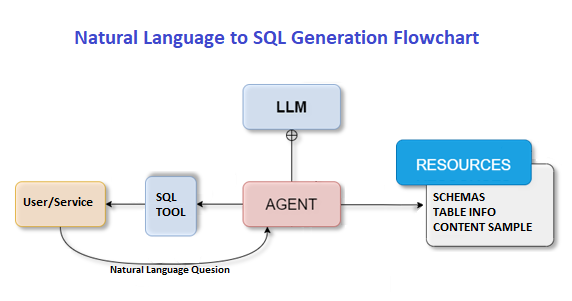 Natural Language to SQL Generation Flowchart
LLM
RESOURCES
SCHEMAS
TABLE INFO
CONTENT SAMPLE
User/Service
SQL
TOOL
AGENT
Natural Language Quesion